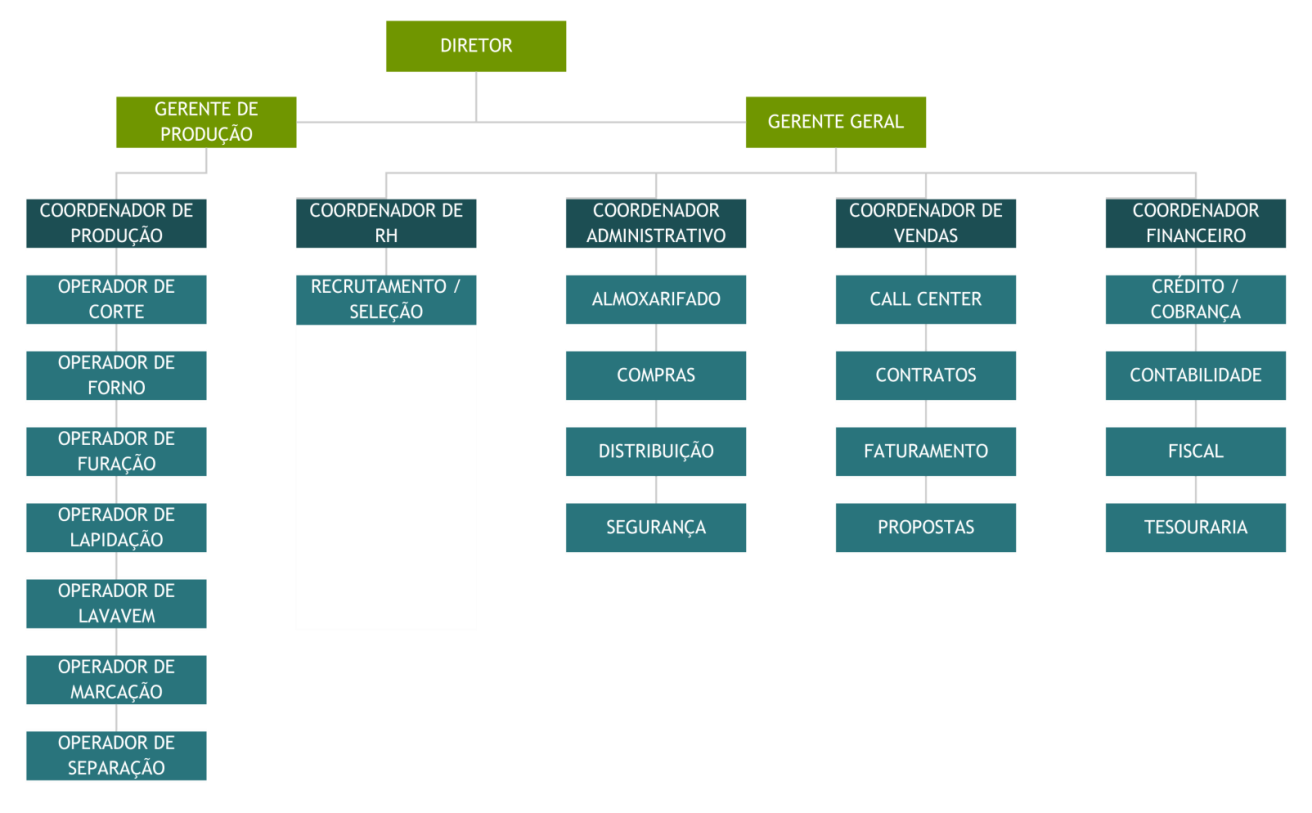 DIRETOR
GERENTE DE
PRODUÇÃO
GERENTE GERAL
COORDENADOR DE
PRODUÇÃO
COORDENADOR DE
RH
COORDENADOR
ADMINISTRATIVO
COORDENADOR DE
VENDAS
COORDENADOR
FINANCEIRO
OPERADOR DE
CORTE
RECRUTAMENTO /
SELEÇÃO
ALMOXARIFADO
CALL CENTER
CRÉDITO /
COBRANÇA
OPERADOR DE
FORNO
COMPRAS
CONTRATOS
CONTABILIDADE
OPERADOR DE
FURAÇÃO
DISTRIBUIÇÃO
FATURAMENTO
FISCAL
OPERADOR DE
LAPIDAÇÃO
SEGURANÇA
PROPOSTAS
TESOURARIA
OPERADOR DE
LAVAVEM
OPERADOR DE
MARCAÇÃO
OPERADOR DE
SEPARAÇÃO